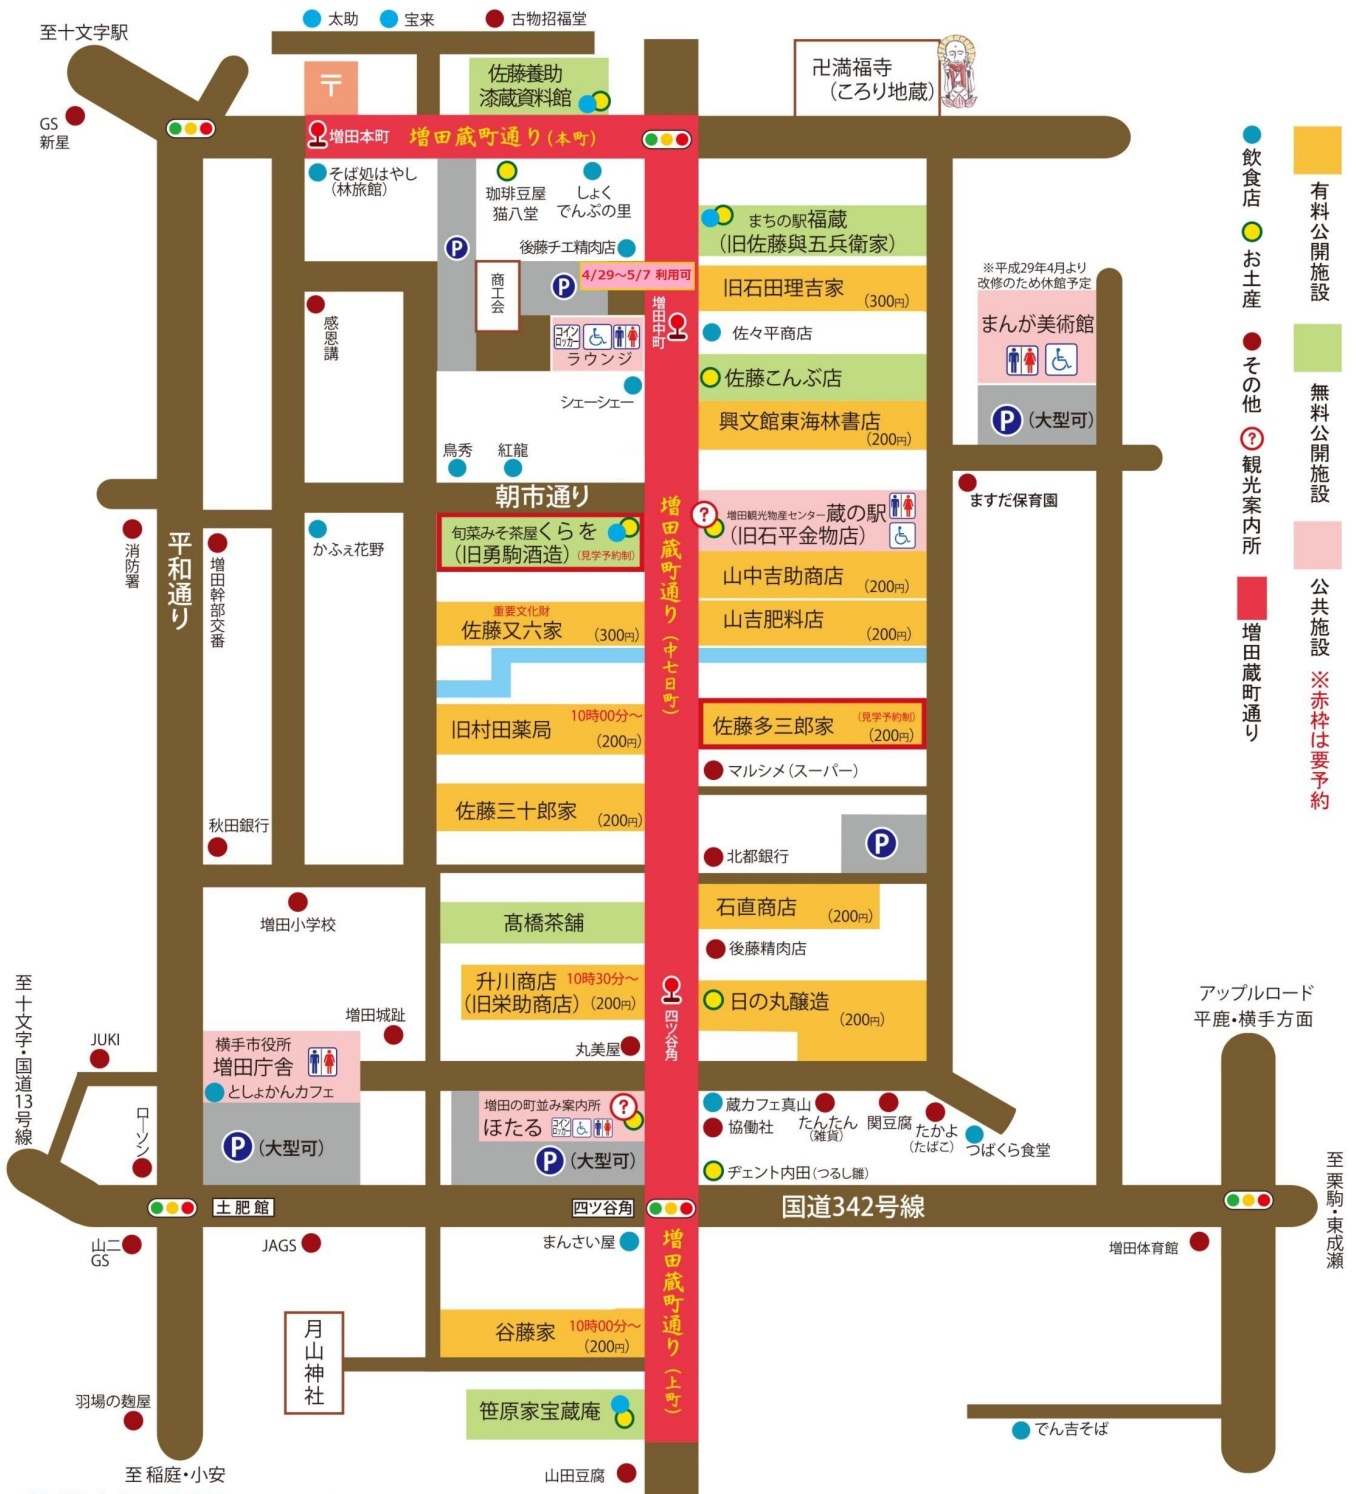 至十文字駅
太助
宝来
古物招福堂
佐藤養助
漆蔵資料館
卍満福寺
(ころり地蔵)
GS
新星
増田本町
増田蔵町通り(本町)
そば処はやし
(林旅館)
珈琲豆屋
猫八堂
しょく
でんぷの里
後藤チエ精肉店
P
商工会
P
4/29〜5/7 利用可
増田中町
コイン
ロッカー
ラウンジ
感恩講
シェーシェー
鳥秀
紅龍
まちの駅福蔵
(旧佐藤與五兵衛家)
旧石田理吉家 (300円)
佐々平商店
佐藤こんぶ店
興文館東海林書店
(200円)
※平成29年4月より
改修のため休館予定
まんが美術館
P (大型可)
ますだ保育園
飲食店
お土産
その他
? 観光案内所
増田蔵町通り
有料公開施設
無料公開施設
公共施設
※赤枠は要予約
朝市通り
平和通り
消防署
増田幹部交番
かふぇ花野
旬菜みそ茶屋くらを
(旧勇駒酒造) (見学予約制)
増田蔵町通り(中七日町)
?
増田観光物産センター 蔵の駅
(旧石平金物店)
山中吉助商店 (200円)
山吉肥料店 (200円)
重要文化財
佐藤又六家 (300円)
旧村田薬局 10時00分〜
(200円)
佐藤三十郎家 (200円)
佐藤多三郎家 (見学予約制)
(200円)
マルシメ(スーパー)
P
北都銀行
秋田銀行
増田小学校
髙橋茶舗
石直商店 (200円)
後藤精肉店
升川商店 10時30分〜
(旧栄助商店) (200円)
日の丸醸造
(200円)
四ツ谷角
丸美屋
増田城趾
至十文字・国道13号線
JUKI
ローソン
横手市役所
増田庁舎
としょかんカフェ
P (大型可)
増田の町並み案内所
ほたる
コイン
ロッカー
?
P (大型可)
蔵カフェ真山
協働社
たんたん
(雑貨)
関豆腐
たかよ
(たばこ)
つばくら食堂
ヂェント内田(つるし雛)
アップルロード
平鹿・横手方面
至栗駒・東成瀬
土肥館
四ツ谷角
国道342号線
山二
GS
JAGS
まんさい屋
増田体育館
増田蔵町通り(上町)
月山神社
谷藤家 10時00分〜
(200円)
笹原家宝蔵庵
羽場の麹屋
でん吉そば
至 稲庭・小安
山田豆腐